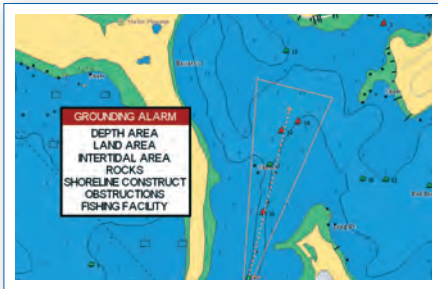 GROUNDING ALARM
DEPTH AREA
LAND AREA
INTERTIDAL AREA
ROCKS
SHORELINE CONSTRUCT
OBSTRUCTIONS
FISHING FACILITY